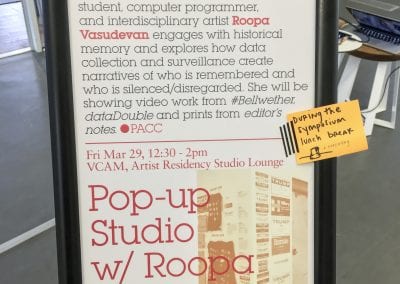 student, computer programmer,
and interdisciplinary artist Roopa
Vasudevan engages with historical
memory and explores how data
collection and surveillance create
narratives of who is remembered and
who is silenced/disregarded. She will be
showing video work from #Bellwether,
dataDouble and prints from editor's
notes ●PACC
DURING the
symposium
lunch break
Fri Mar 29, 12:30 - 2pm
VCAM, Artist Residency Studio Lounge
Pop-up
Studio
w/ Roopa